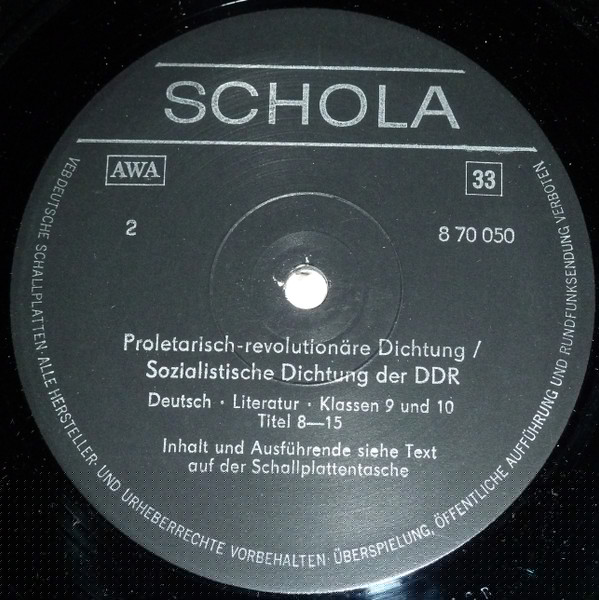 SCHOLA
AWA
33
2
8 70 050
Proletarisch-revolutionäre Dichtung /
Sozialistische Dichtung der DDR
Deutsch · Literatur · Klassen 9 und 10
Titel 8—15
Inhalt und Ausführende siehe Text
auf der Schallplattentasche
VEB DEUTSCHE SCHALLPLATTEN · ALLE HERSTELLER- UND URHEBERRECHTE VORBEHALTEN · ÜBERSPIELUNG, ÖFFENTLICHE AUFFÜHRUNG UND RUNDFUNKSENDUNG VERBOTEN